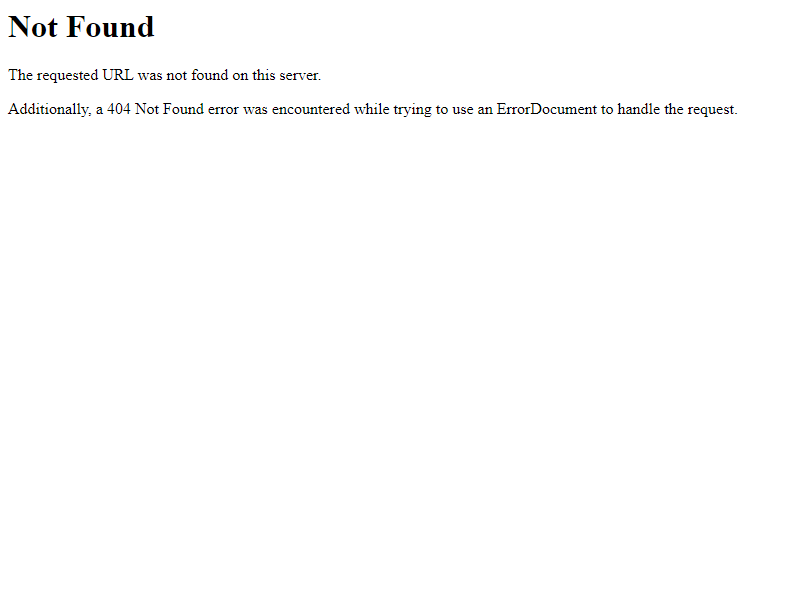 Not Found
The requested URL was not found on this server.
Additionally, a 404 Not Found error was encountered while trying to use an ErrorDocument to handle the request.